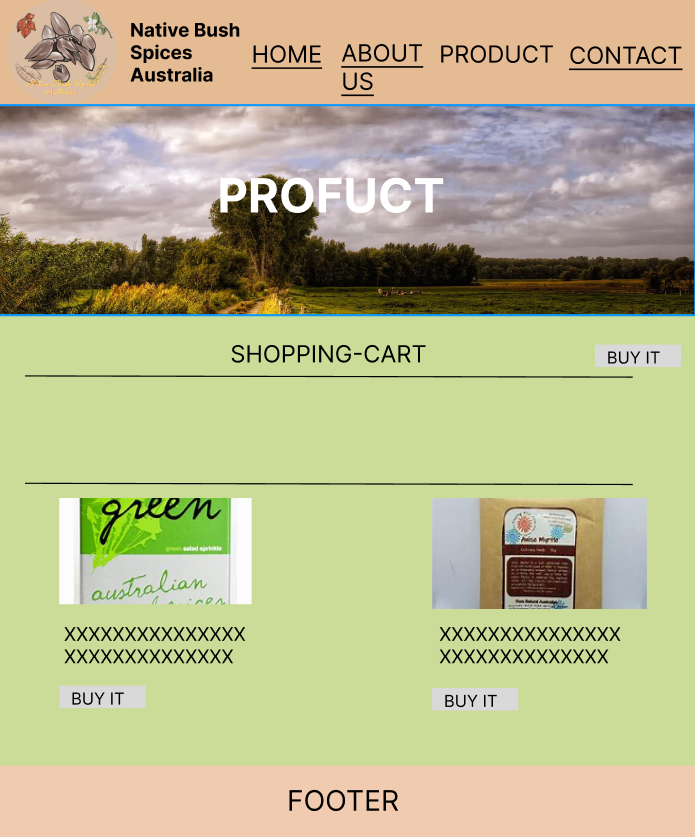 Native Bush
Spices
Australia
HOME
ABOUT
US
PRODUCT
CONTACT
PROFUCT
SHOPPING-CART
BUY IT
green
green salad sprinkle
australian
Anise Myrtle
XXXXXXXXXXXXXXX
XXXXXXXXXXXXXX
XXXXXXXXXXXXXXX
XXXXXXXXXXXXXX
BUY IT
BUY IT
FOOTER